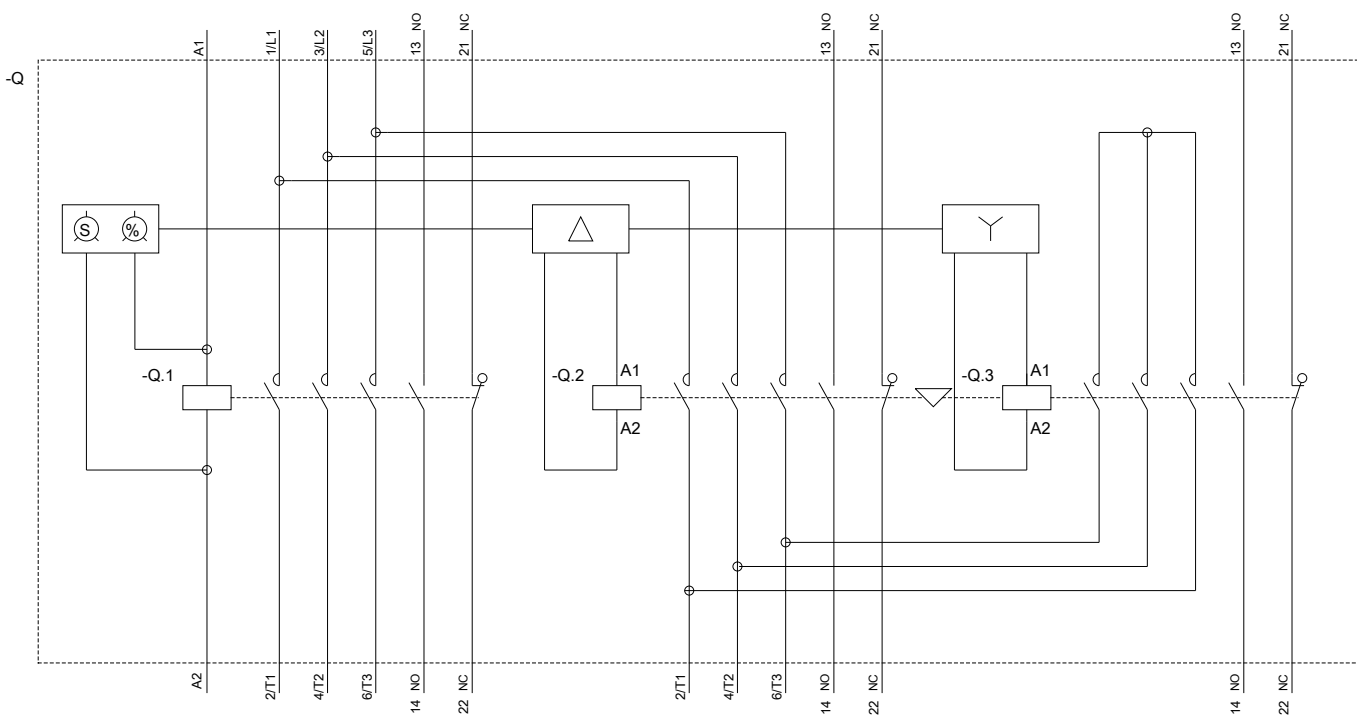 A1
1/L1
3/L2
5/L3
13 NO
21 NC
13 NO
21 NC
13 NO
21 NC
-Q
S
%
-Q.1
-Q.2
A1
A2
-Q.3
A1
A2
A2
2/T1
4/T2
6/T3
14 NO
22 NC
2/T1
4/T2
6/T3
14 NO
22 NC
14 NO
22 NC